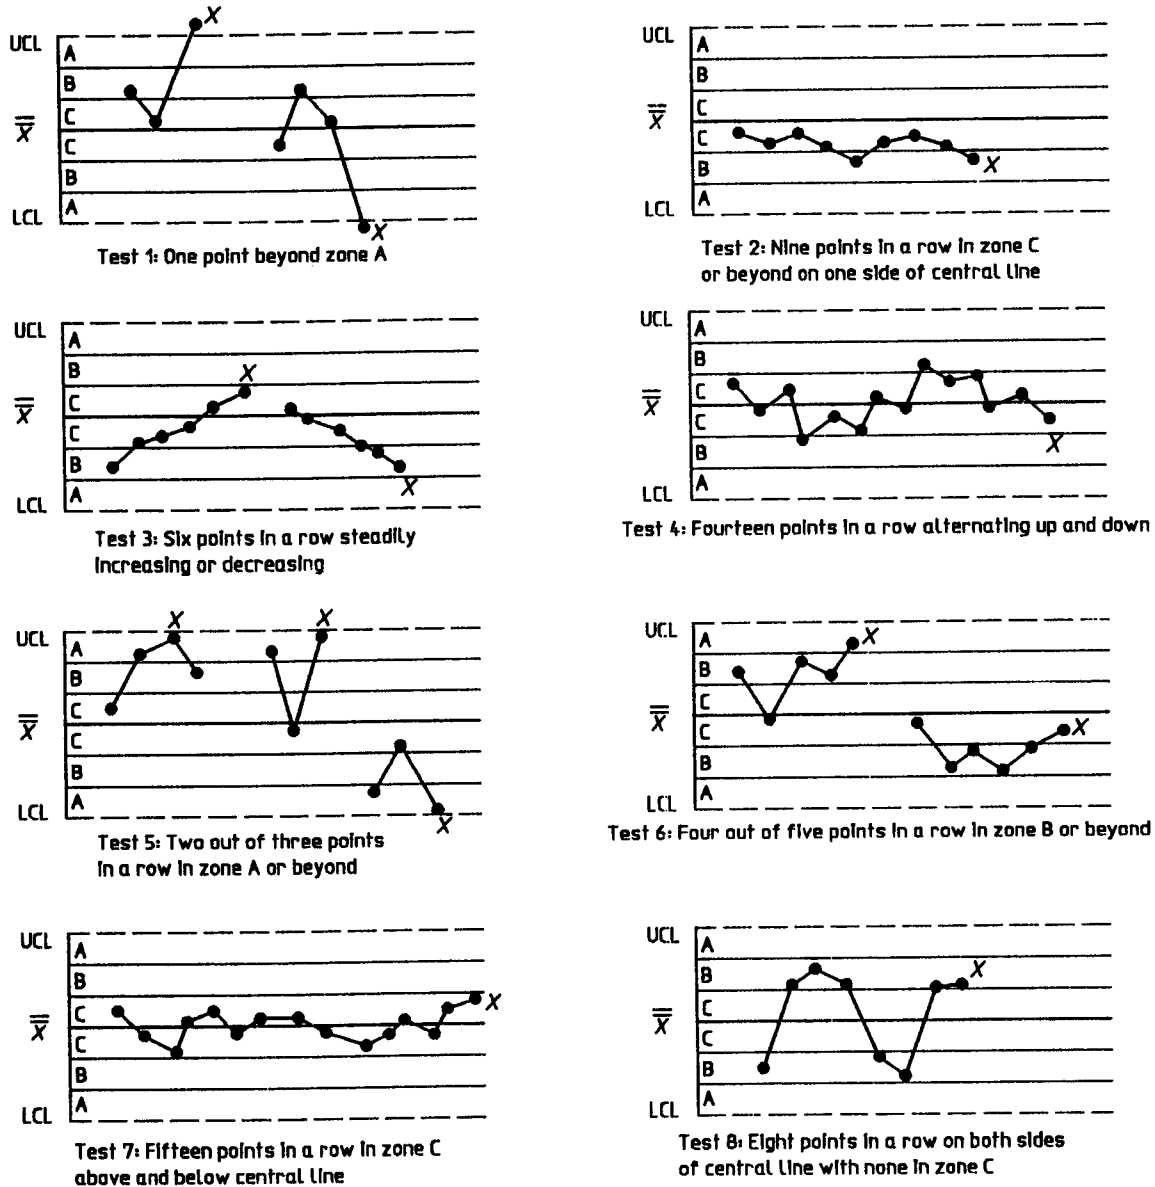 UCL
A
B
C
X̿
C
B
A
LCL
X
X
Test 1: One point beyond zone A
UCL
A
B
C
X̿
C
B
A
LCL
X
Test 2: Nine points in a row in zone C
or beyond on one side of central line
UCL
A
B
C
X̿
C
B
A
LCL
X
X
Test 3: Six points in a row steadily
increasing or decreasing
UCL
A
B
C
X̿
C
B
A
LCL
X
Test 4: Fourteen points in a row alternating up and down
UCL
A
B
C
X̿
C
B
A
LCL
X
X
X
Test 5: Two out of three points
in a row in zone A or beyond
UCL
A
B
C
X̿
C
B
A
LCL
X
X
Test 6: Four out of five points in a row in zone B or beyond
UCL
A
B
C
X̿
C
B
A
LCL
X
Test 7: Fifteen points in a row in zone C
above and below central line
UCL
A
B
C
X̿
C
B
A
LCL
X
Test 8: Eight points in a row on both sides
of central line with none in zone C